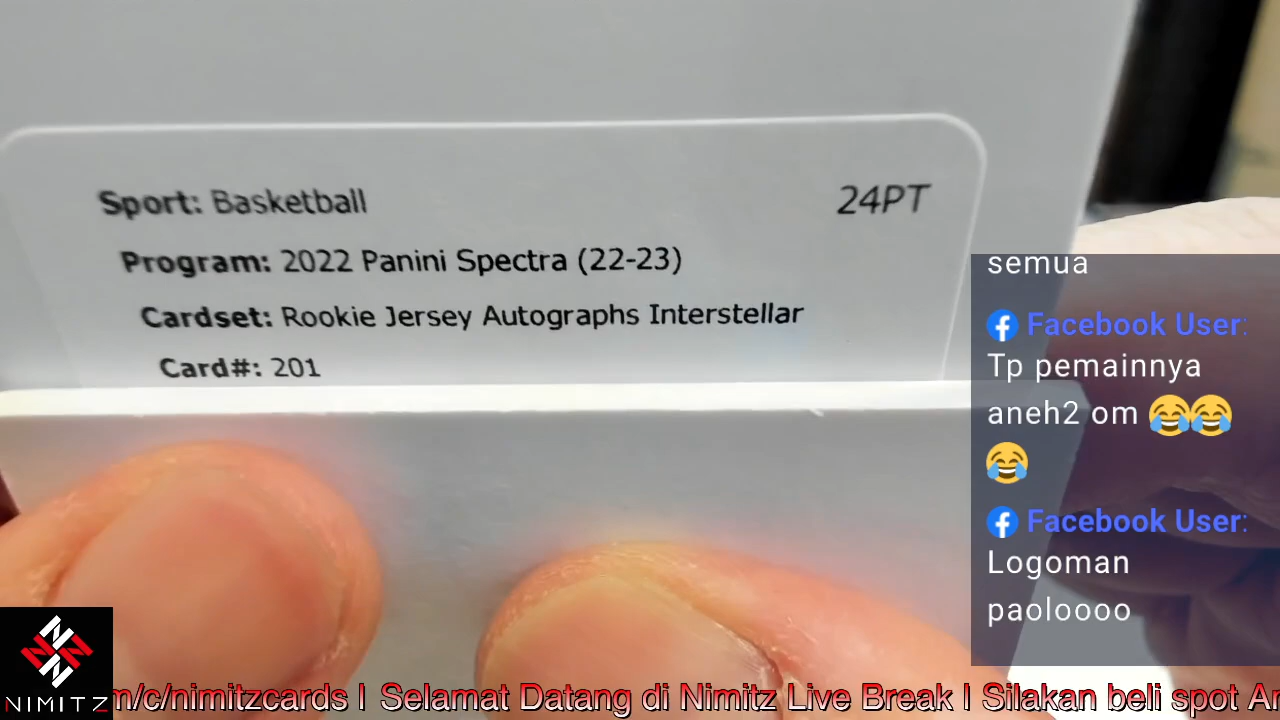 Sport: Basketball
24PT
Program: 2022 Panini Spectra (22-23)
Cardset: Rookie Jersey Autographs Interstellar
Card#: 201
semua
Facebook User:
Tp pemainnya
aneh2 om 😂😂
😂
Facebook User:
Logoman
paoloooo
NIMITZ
m/c/nimitzcards I Selamat Datang di Nimitz Live Break I Silakan beli spot